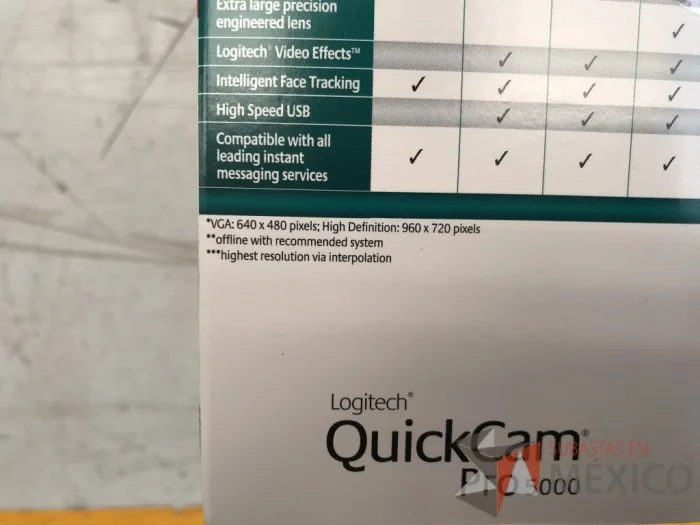 Extra large precision
engineered lens
✓
Logitech® Video Effects™ ✓ ✓ ✓
Intelligent Face Tracking ✓ ✓ ✓ ✓
High Speed USB ✓ ✓ ✓
Compatible with all
leading instant
messaging services
✓ ✓ ✓ ✓
*VGA: 640 x 480 pixels; High Definition: 960 x 720 pixels
**offline with recommended system
***highest resolution via interpolation
Logitech®
QuickCam®
Pro 5000
SUBASTAS EN
MÉXICO